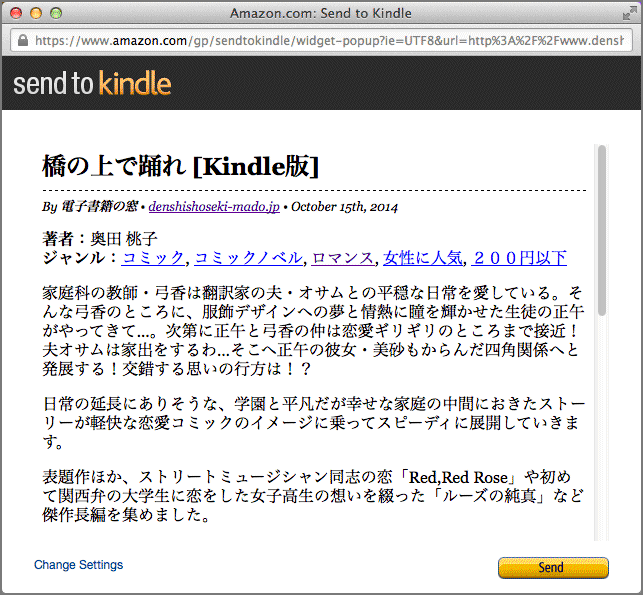 Amazon.com: Send to Kindle
https://www.amazon.com/gp/sendtokindle/widget-popup?ie=UTF8&url=http%3A%2F%2Fwww.densh
send to kindle
橋の上で踊れ [Kindle版]
By 電子書籍の窓 • denshishoseki-mado.jp • October 15th, 2014
著者：奥田 桃子
ジャンル：コミック, コミックノベル, ロマンス, 女性に人気, ２００円以下
家庭科の教師・弓香は翻訳家の夫・オサムとの平穏な日常を愛している。そ
んな弓香のところに、服飾デザインへの夢と情熱に瞳を輝かせた生徒の正午
がやってきて…。次第に正午と弓香の仲は恋愛ギリギリのところまで接近！
夫オサムは家出をするわ…そこへ正午の彼女・美砂もからんだ四角関係へと
発展する！交錯する思いの行方は！？
日常の延長にありそうな、学園と平凡だが幸せな家庭の中間におきたストー
リーが軽快な恋愛コミックのイメージに乗ってスピーディに展開していきま
す。
表題作ほか、ストリートミュージシャン同志の恋「Red,Red Rose」や初め
て関西弁の大学生に恋をした女子高生の想いを綴った「ルーズの純真」など
傑作長編を集めました。
Change Settings
Send